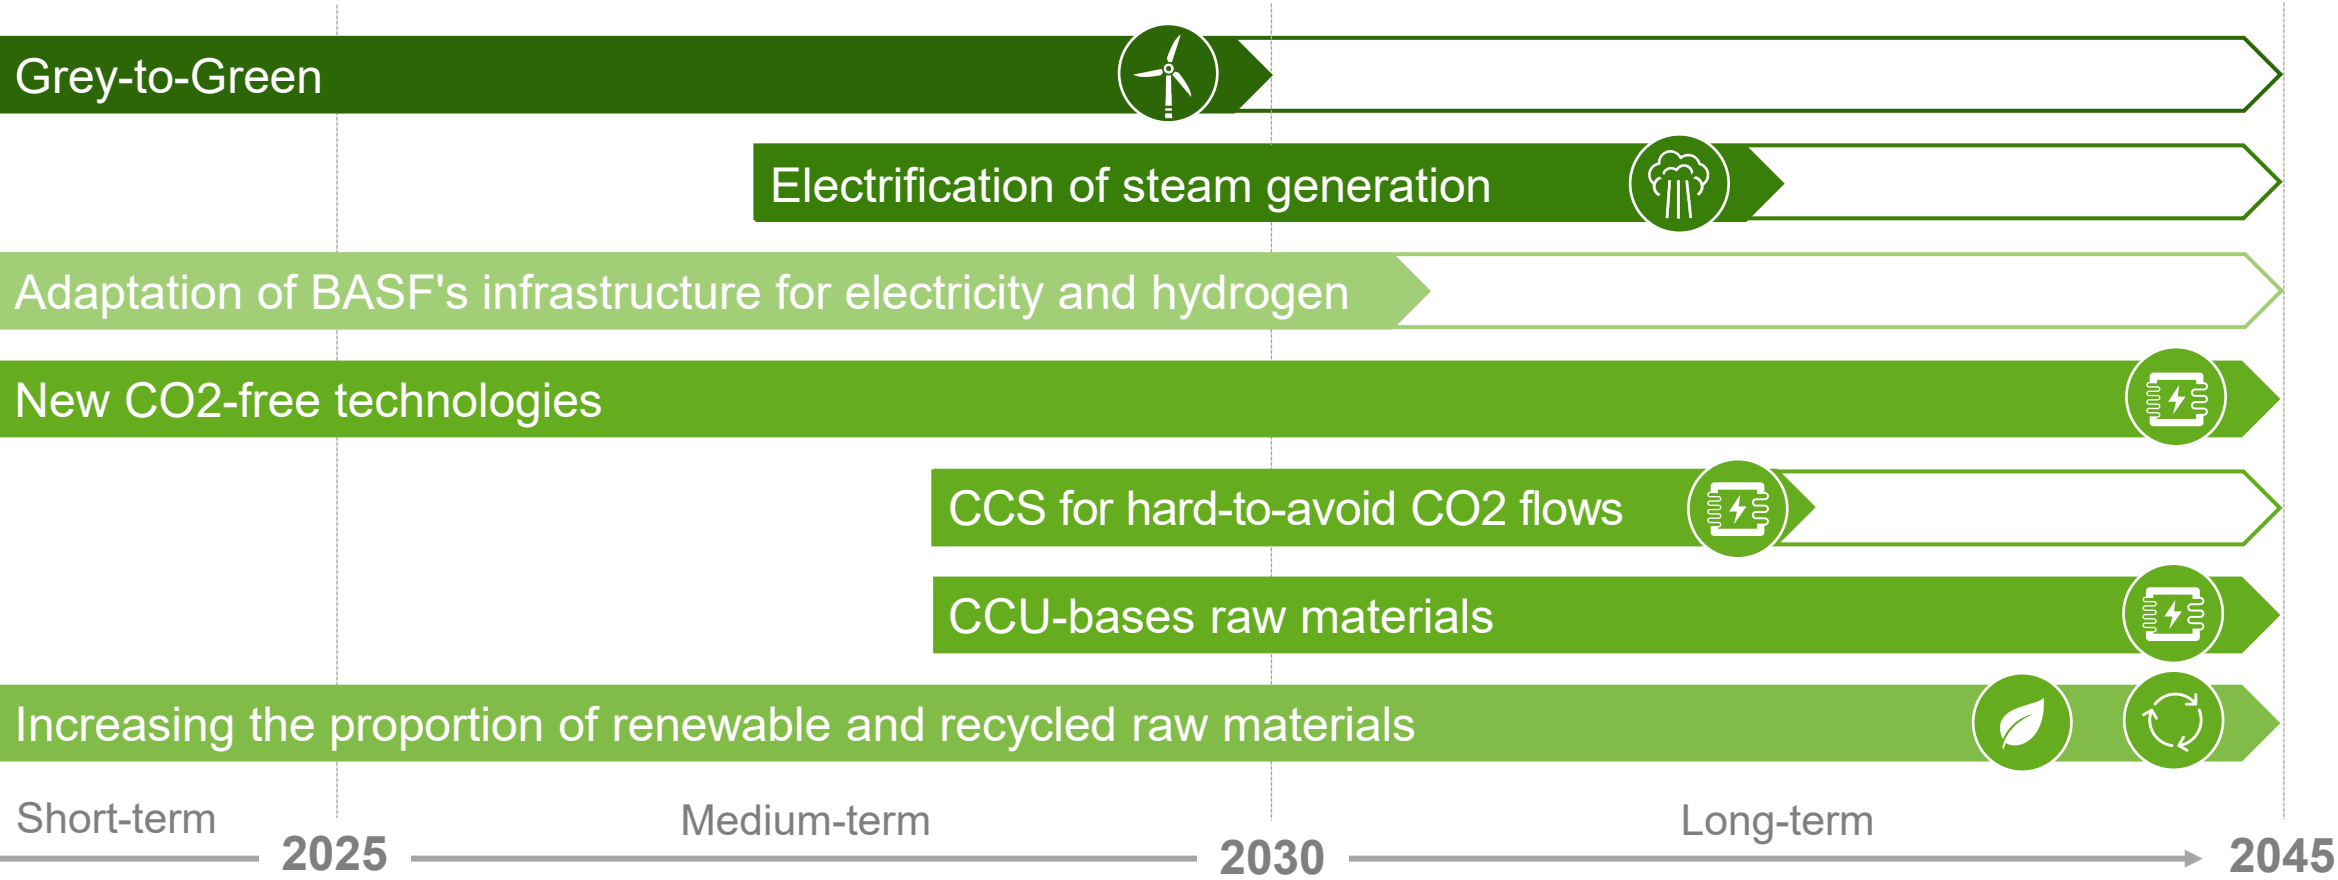 Grey-to-Green
Electrification of steam generation
Adaptation of BASF's infrastructure for electricity and hydrogen
New CO2-free technologies
CCS for hard-to-avoid CO2 flows
CCU-bases raw materials
Increasing the proportion of renewable and recycled raw materials
Short-term
Medium-term
Long-term
2025
2030
2045